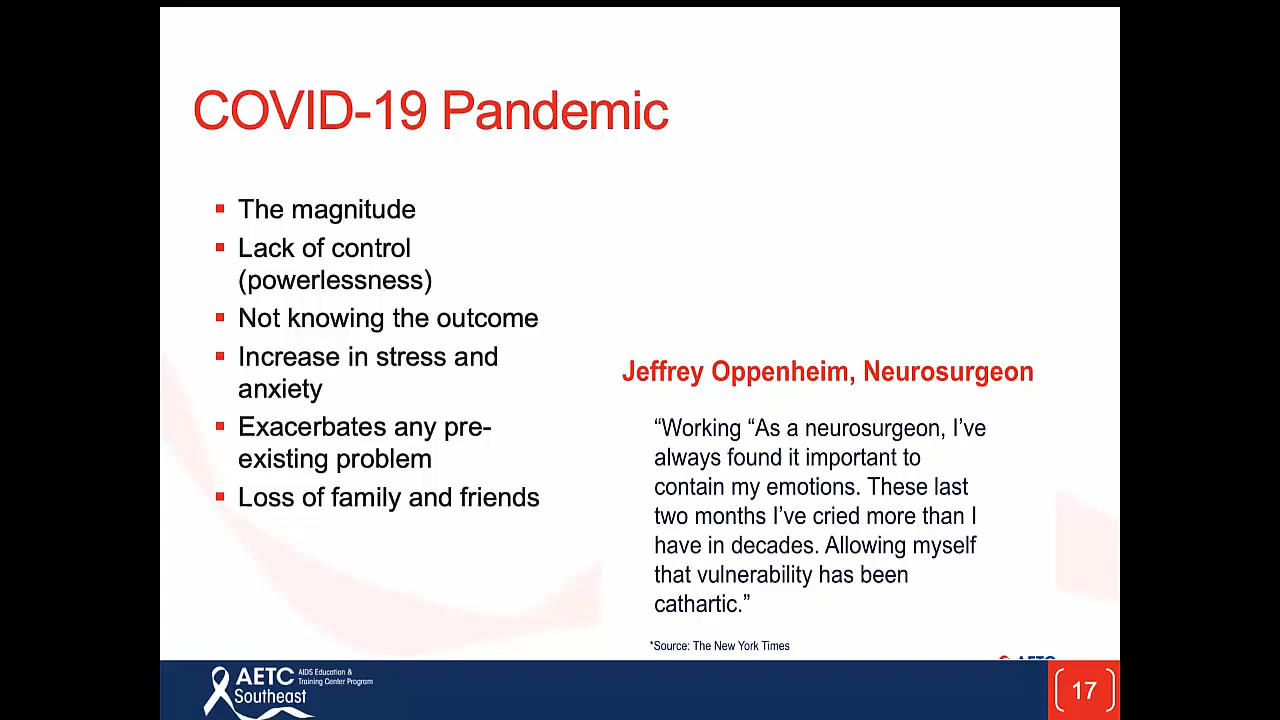 COVID-19 Pandemic
The magnitude
Lack of control
(powerlessness)
Not knowing the outcome
Increase in stress and
anxiety
Exacerbates any pre-
existing problem
Loss of family and friends
Jeffrey Oppenheim, Neurosurgeon
“Working “As a neurosurgeon, I’ve
always found it important to
contain my emotions. These last
two months I’ve cried more than I
have in decades. Allowing myself
that vulnerability has been
cathartic.”
*Source: The New York Times
AETC
AETC
Southeast
AIDS Education &
Training Center Program
17